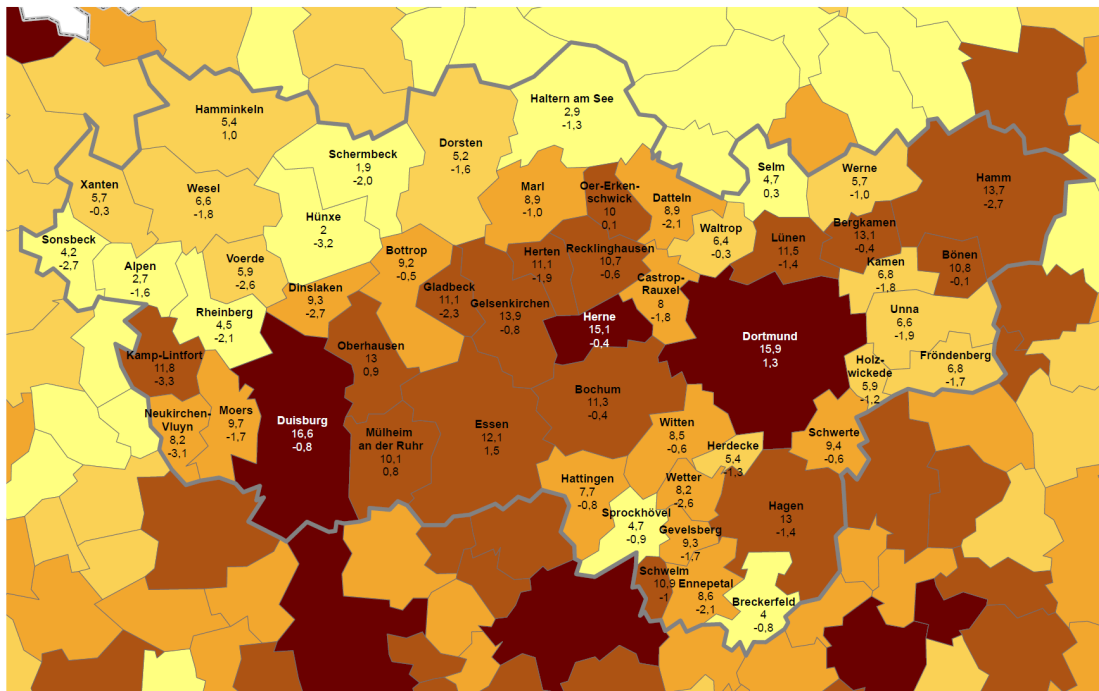 Hamminkeln
5,4
1,0
Haltern am See
2,9
-1,3
Schermbeck
1,9
-2,0
Dorsten
5,2
-1,6
Xanten
5,7
-0,3
Wesel
6,6
-1,8
Marl
8,9
-1,0
Oer-Erken-
schwick
10
0,1
Datteln
8,9
-2,1
Selm
4,7
0,3
Werne
5,7
-1,0
Hamm
13,7
-2,7
Hünxe
2
-3,2
Sonsbeck
4,2
-2,7
Alpen
2,7
-1,6
Voerde
5,9
-2,6
Bottrop
9,2
-0,5
Herten
11,1
-1,9
Recklinghausen
10,7
-0,6
Waltrop
6,4
-0,3
Lünen
11,5
-1,4
Bergkamen
13,1
-0,4
Kamen
6,8
-1,8
Bönen
10,8
-0,1
Dinslaken
9,3
-2,7
Gladbeck
11,1
-2,3
Gelsenkirchen
13,9
-0,8
Castrop-
Rauxel
8
-1,8
Rheinberg
4,5
-2,1
Herne
15,1
-0,4
Dortmund
15,9
1,3
Unna
6,6
-1,9
Kamp-Lintfort
11,8
-3,3
Oberhausen
13
0,9
Holz-
wickede
5,9
-1,2
Fröndenberg
6,8
-1,7
Bochum
11,3
-0,4
Neukirchen-
Vluyn
8,2
-3,1
Moers
9,7
-1,7
Duisburg
16,6
-0,8
Mülheim
an der Ruhr
10,1
0,8
Essen
12,1
1,5
Witten
8,5
-0,6
Herdecke
5,4
-1,3
Schwerte
9,4
-0,6
Hattingen
7,7
-0,8
Wetter
8,2
-2,6
Hagen
13
-1,4
Sprockhövel
4,7
-0,9
Gevelsberg
9,3
-1,7
Schwelm
10,9
-1
Ennepetal
8,6
-2,1
Breckerfeld
4
-0,8